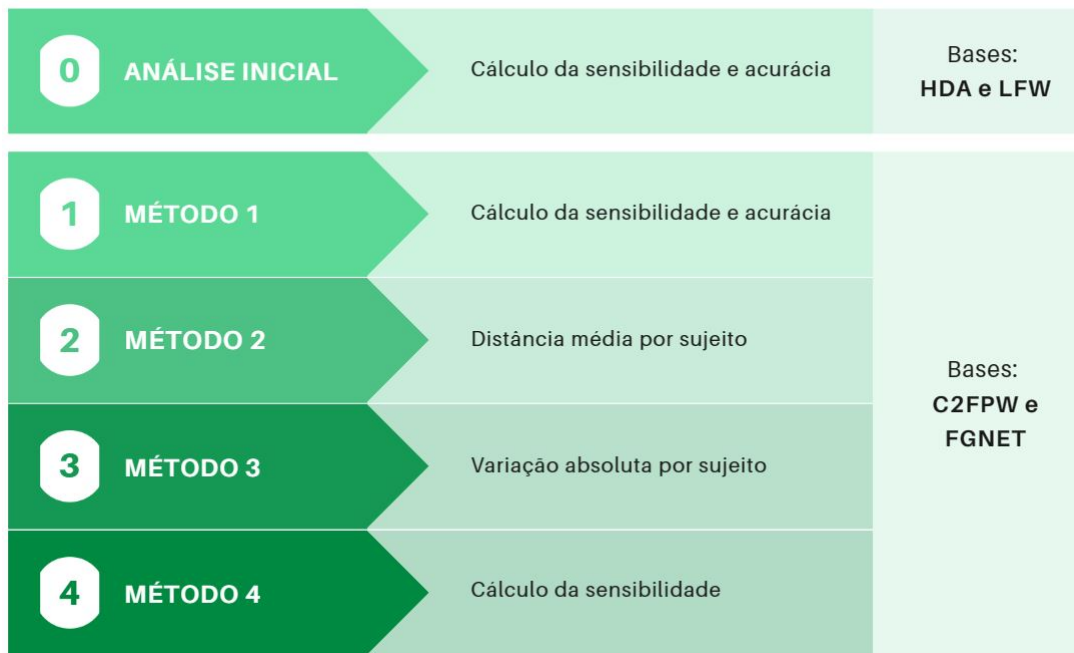 0 ANÁLISE INICIAL Cálculo da sensibilidade e acurácia
Bases:
HDA e LFW
1 MÉTODO 1 Cálculo da sensibilidade e acurácia
2 MÉTODO 2 Distância média por sujeito
3 MÉTODO 3 Variação absoluta por sujeito
4 MÉTODO 4 Cálculo da sensibilidade
Bases:
C2FPW e
FGNET